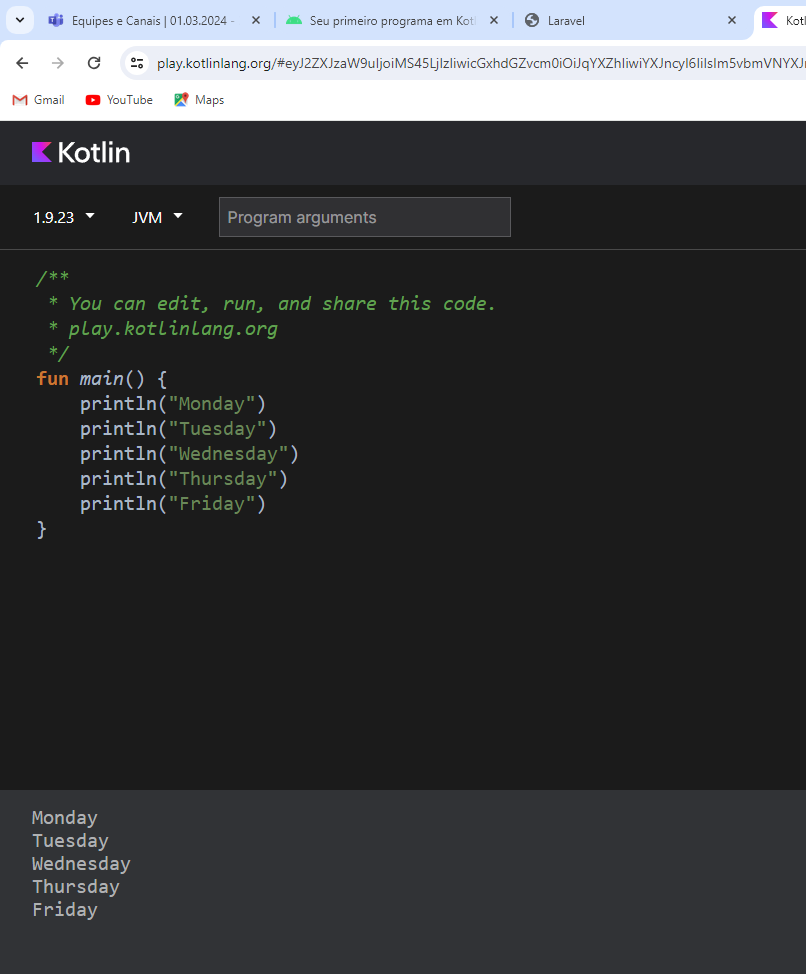 Equipes e Canais | 01.03.2024 -
Seu primeiro programa em Kotl
Laravel
Kotl
play.kotlinlang.org/#eyJ2ZXJzaW9uIjoiMS45LjIzIiwicGxhdGZvcm0iOiJqYXZhIiwiYXJncyI6IiIsIm5vbmVNYXJr
Gmail
YouTube
Maps
Kotlin
1.9.23
JVM
Program arguments
/**
 * You can edit, run, and share this code.
 * play.kotlinlang.org
 */
fun main() {
    println("Monday")
    println("Tuesday")
    println("Wednesday")
    println("Thursday")
    println("Friday")
}
Monday
Tuesday
Wednesday
Thursday
Friday